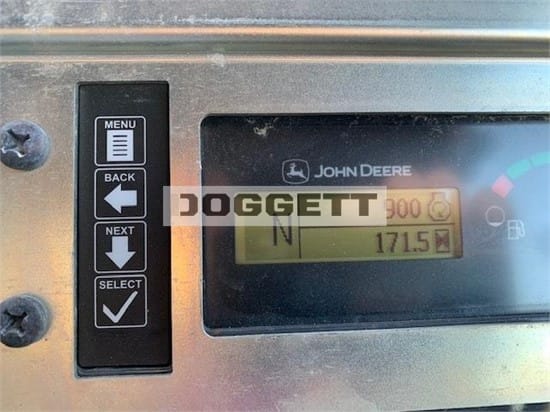 MENU
BACK
NEXT
SELECT
JOHN DEERE
DOGGETT
N
900
171.5